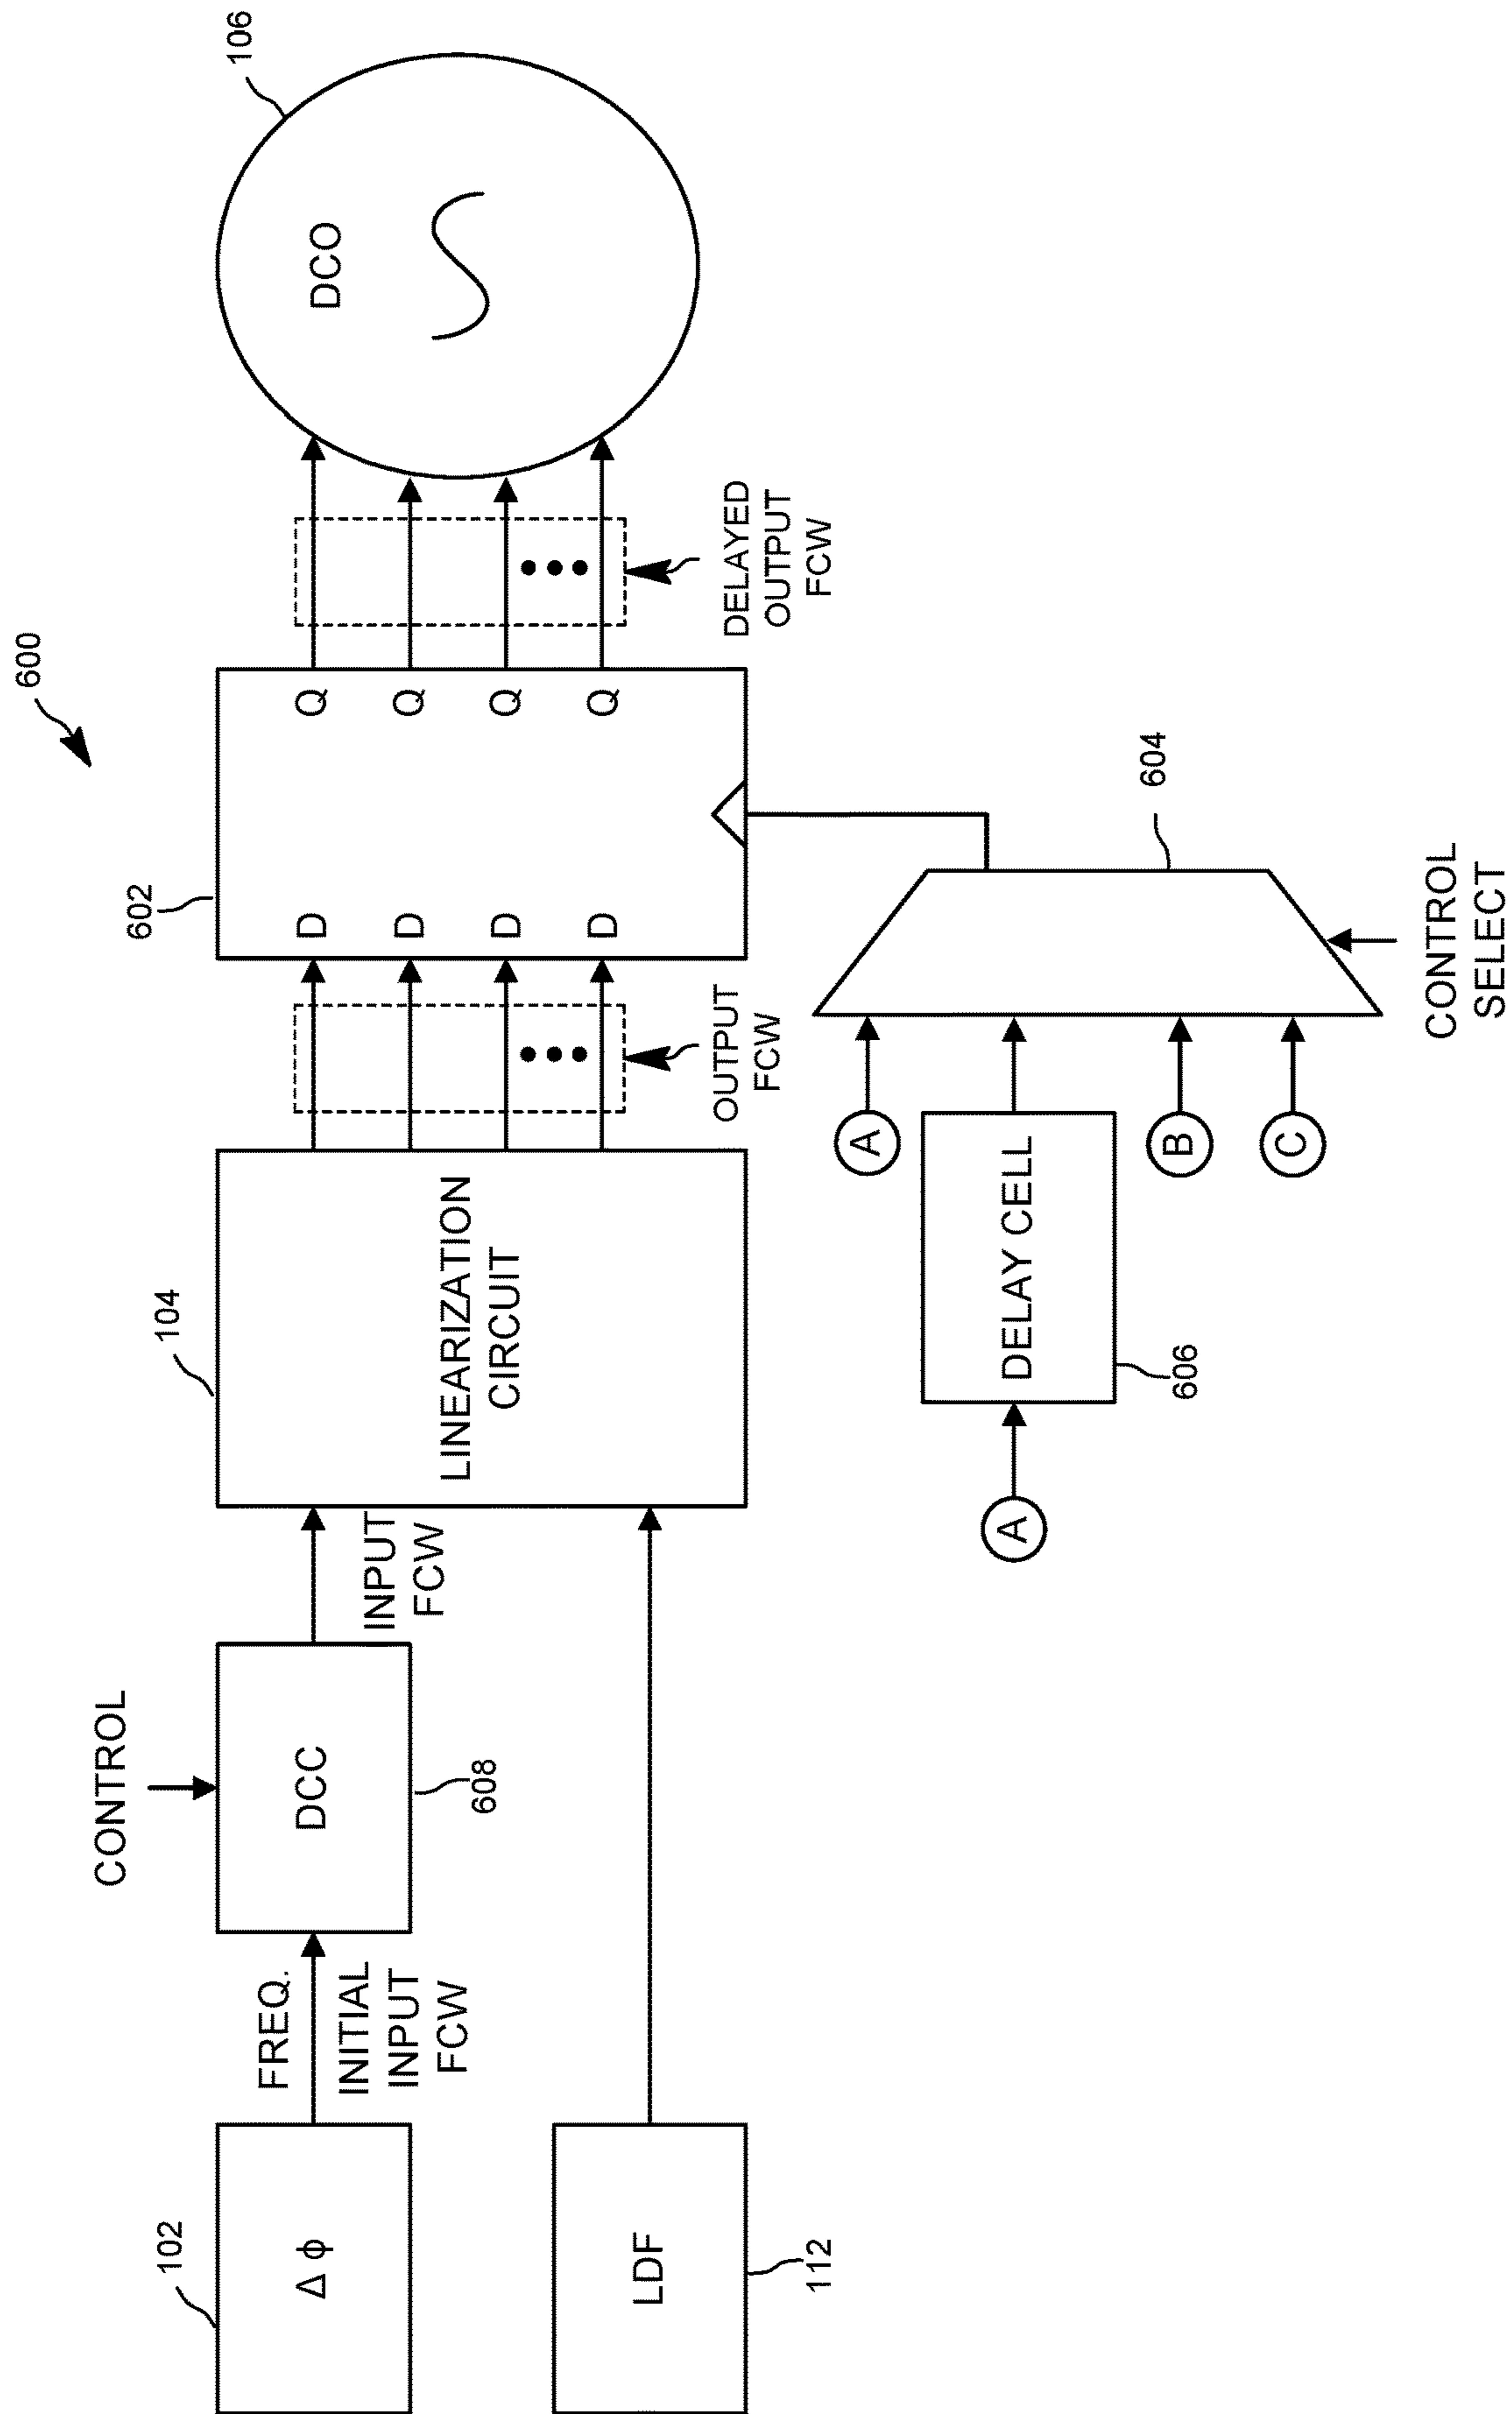 600
102
Δ ϕ
FREQ.
INITIAL
INPUT
FCW
CONTROL
DCC
608
INPUT
FCW
104
LINEARIZATION
CIRCUIT
OUTPUT
FCW
602
D Q
D Q
D Q
D Q
DELAYED
OUTPUT
FCW
106
DCO
LDF
112
A
DELAY CELL
606
A
B
C
604
CONTROL
SELECT